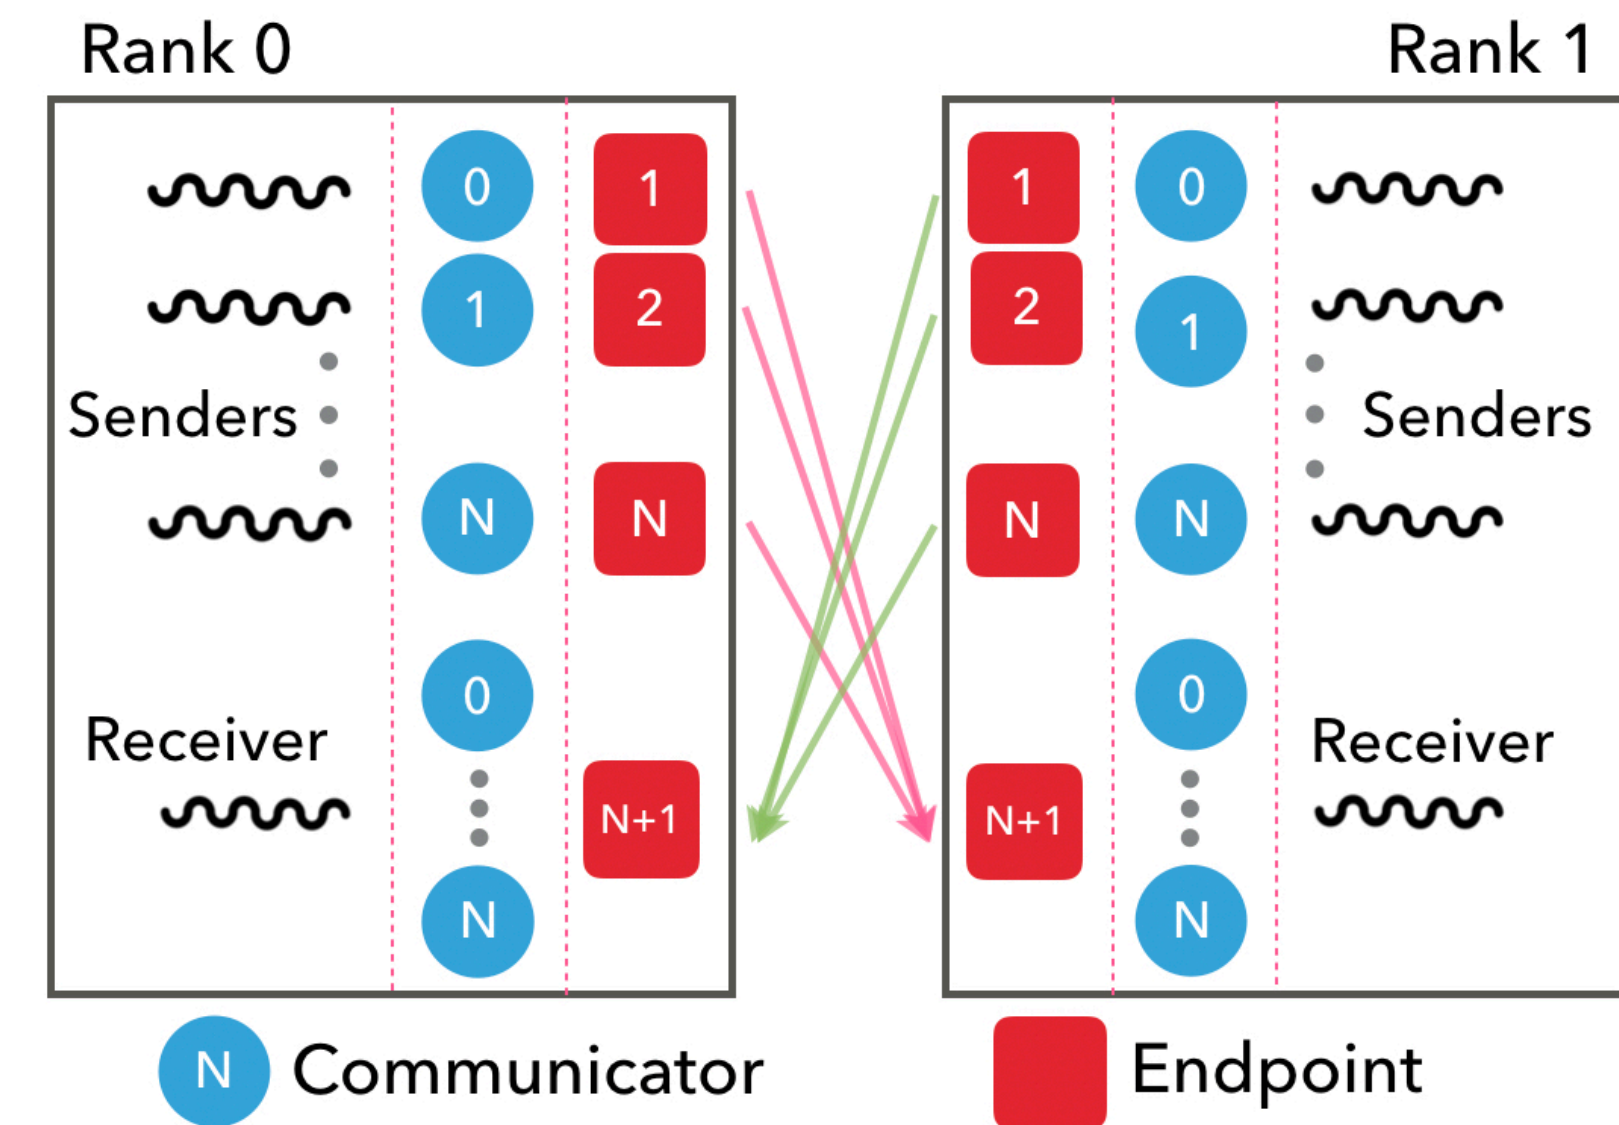 Rank 0
Rank 1
0 1
1 0
1 2
2 1
Senders
Senders
N N
N N
0
0
Receiver
Receiver
N+1
N+1
N
N
N Communicator
Endpoint